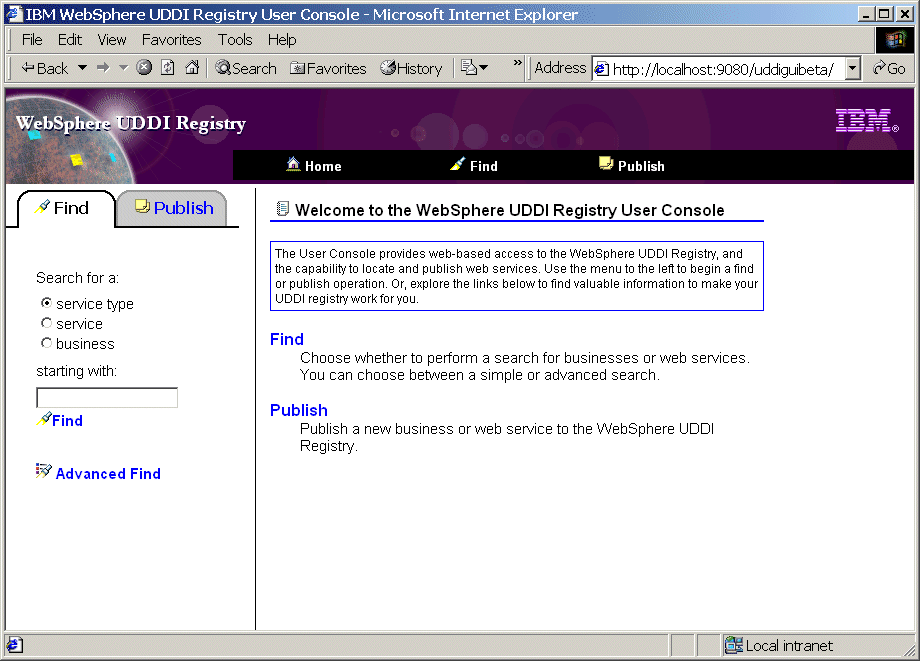 IBM WebSphere UDDI Registry User Console - Microsoft Internet Explorer
File Edit View Favorites Tools Help
Back Search Favorites History » Address http://localhost:9080/uddiguibeta/ Go
WebSphere UDDI Registry
IBM®
Home Find Publish
Find Publish
Search for a:
service type
service
business
starting with:
Find
Advanced Find
Welcome to the WebSphere UDDI Registry User Console
The User Console provides web-based access to the WebSphere UDDI Registry, and
the capability to locate and publish web services. Use the menu to the left to begin a find
or publish operation. Or, explore the links below to find valuable information to make your
UDDI registry work for you.
Find
Choose whether to perform a search for businesses or web services.
You can choose between a simple or advanced search.
Publish
Publish a new business or web service to the WebSphere UDDI
Registry.
Local intranet